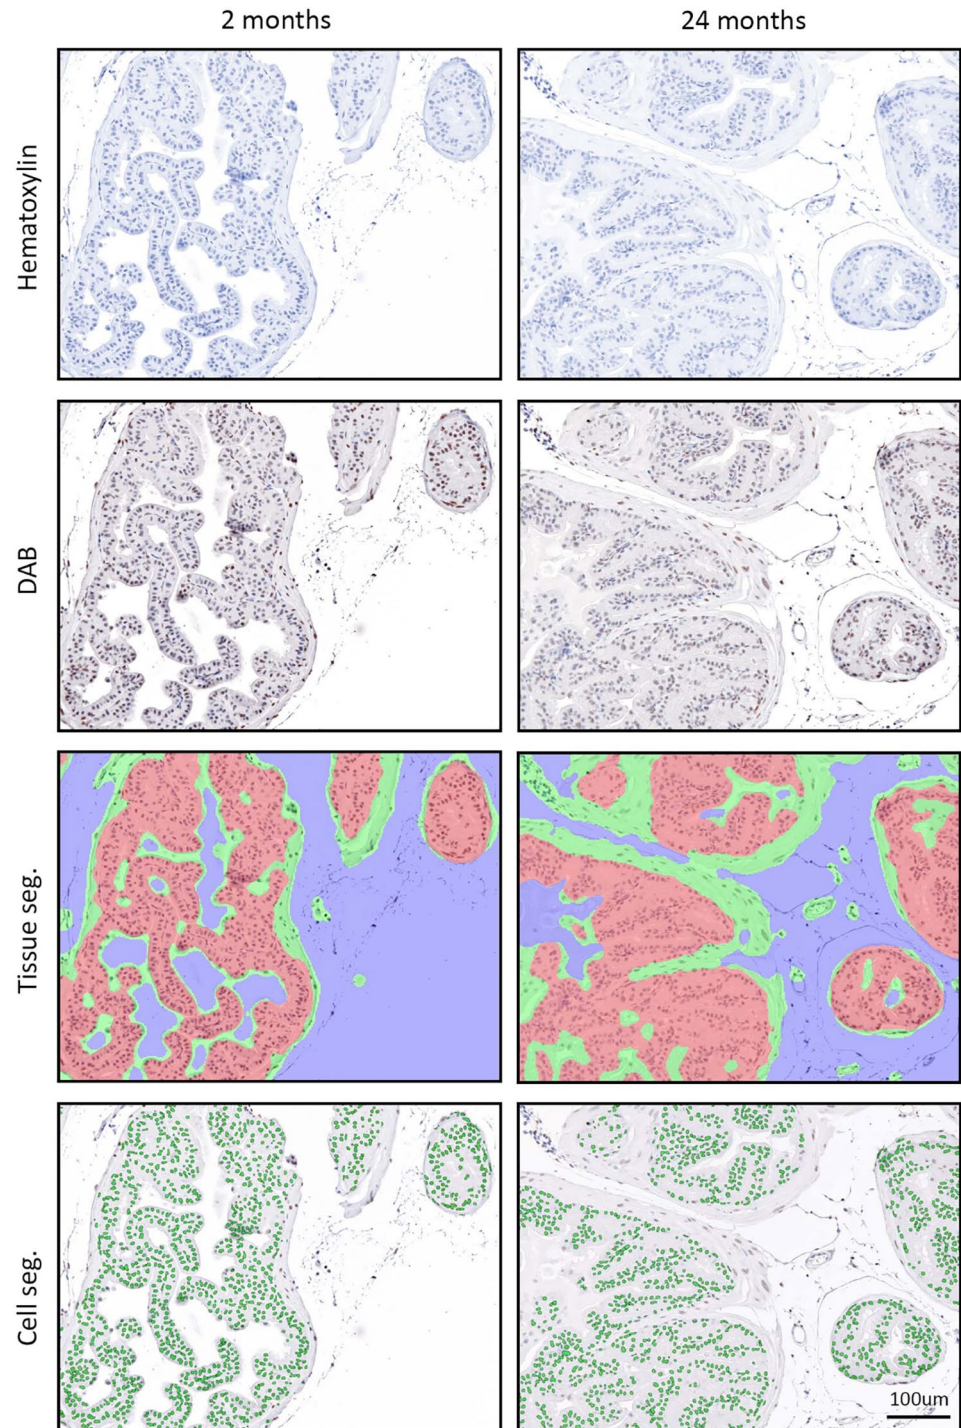 2 months
24 months
Hematoxylin
DAB
Tissue seg.
Cell seg.
100um